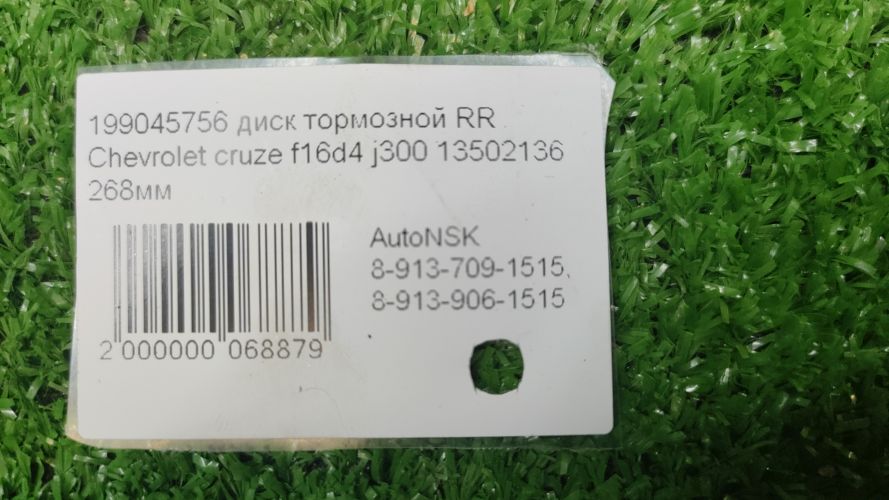 199045756 диск тормозной RR
Chevrolet cruze f16d4 j300 13502136
268мм
AutoNSK
8-913-709-1515,
8-913-906-1515
2 000000 068879